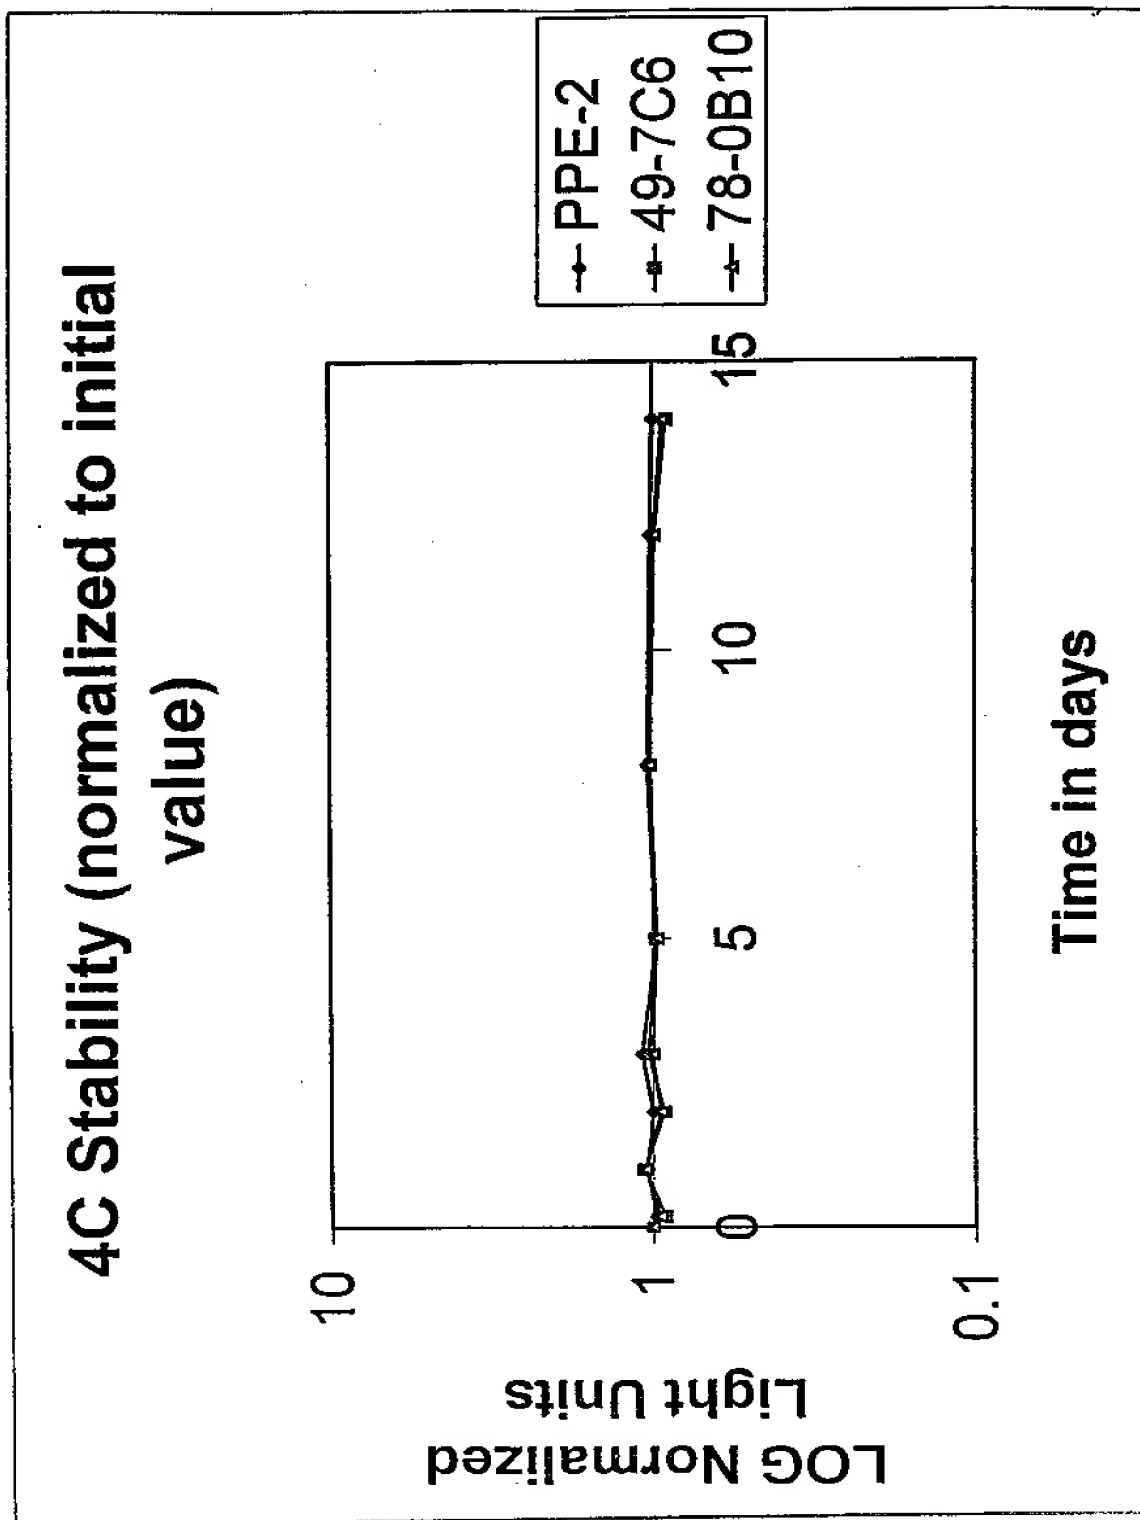 4C Stability (normalized to initial
value)
LOG Normalized
Light Units
10
1
0.1
0
5
10
15
Time in days
PPE-2
49-7C6
78-0B10